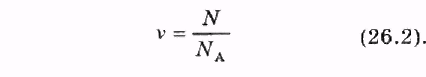 ν = N / N_A (26.2).